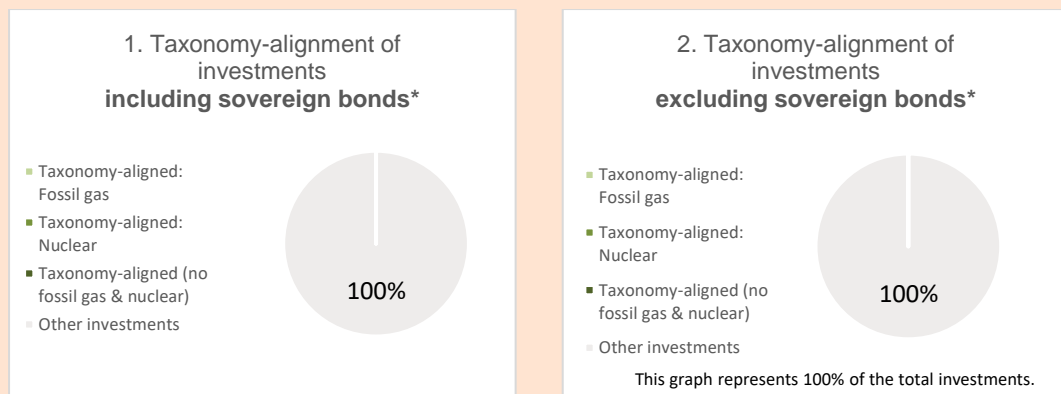 1. Taxonomy-alignment of
investments
including sovereign bonds*
Taxonomy-aligned:
Fossil gas
Taxonomy-aligned:
Nuclear
Taxonomy-aligned (no
fossil gas & nuclear)
Other investments
100%
2. Taxonomy-alignment of
investments
excluding sovereign bonds*
Taxonomy-aligned:
Fossil gas
Taxonomy-aligned:
Nuclear
Taxonomy-aligned (no
fossil gas & nuclear)
Other investments
100%
This graph represents 100% of the total investments.